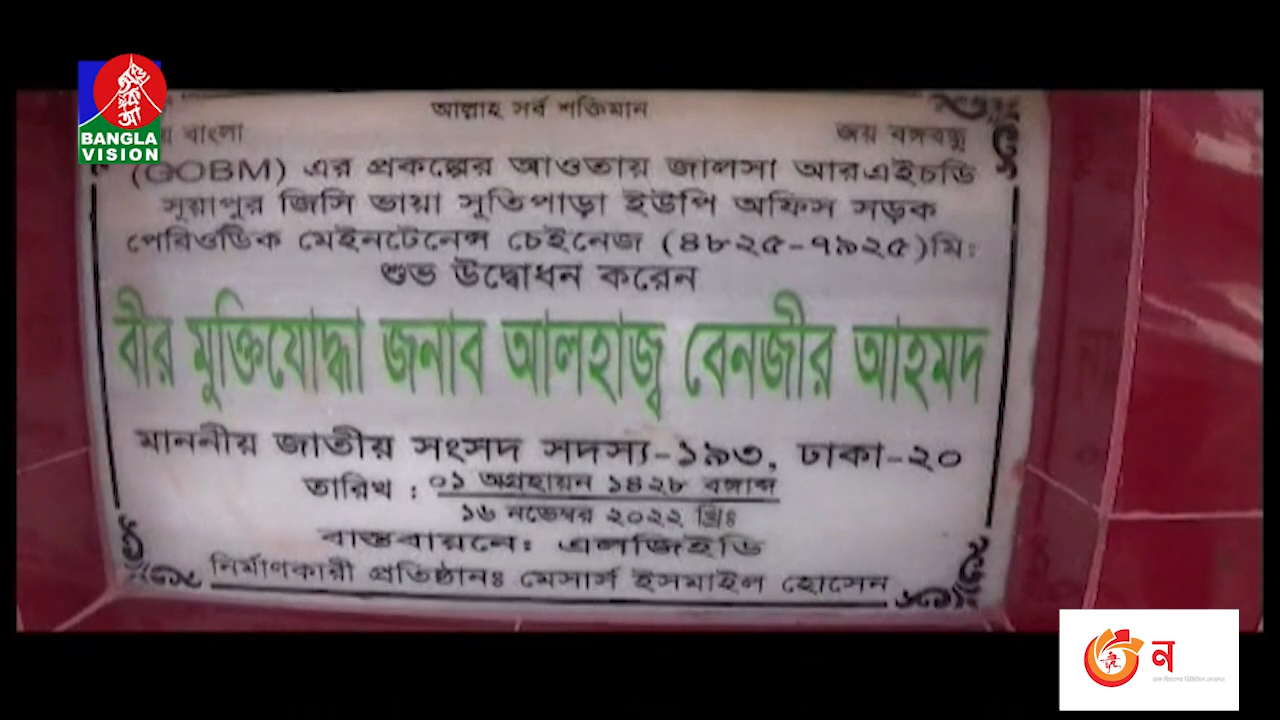 BANGLA
VISION
আল্লাহ সর্ব শক্তিমান
বাংলা
জয় বঙ্গবন্ধু
(GOBM) এর প্রকল্পের আওতায় জালসা আরএইচডি
সূয়াপুর জিসি ভায়া সূতিপাড়া ইউপি অফিস সড়ক
পেরিওডিক মেইনটেনেন্স চেইনেজ (৪৮২৫-৭৯২৫)মি:
শুভ উদ্বোধন করেন
বীর মুক্তিযোদ্ধা জনাব আলহাজ্ব বেনজীর আহমদ
মাননীয় জাতীয় সংসদ সদস্য-১৯৩, ঢাকা-২০
তারিখ : ০১ অগ্রহায়ন ১৪২৮ বঙ্গাব্দ
১৬ নভেম্বর ২০২২ খ্রিঃ
বাস্তবায়নে: এলজিইডি
নির্মাণকারী প্রতিষ্ঠানঃ মেসার্স ইসমাইল হোসেন
ন